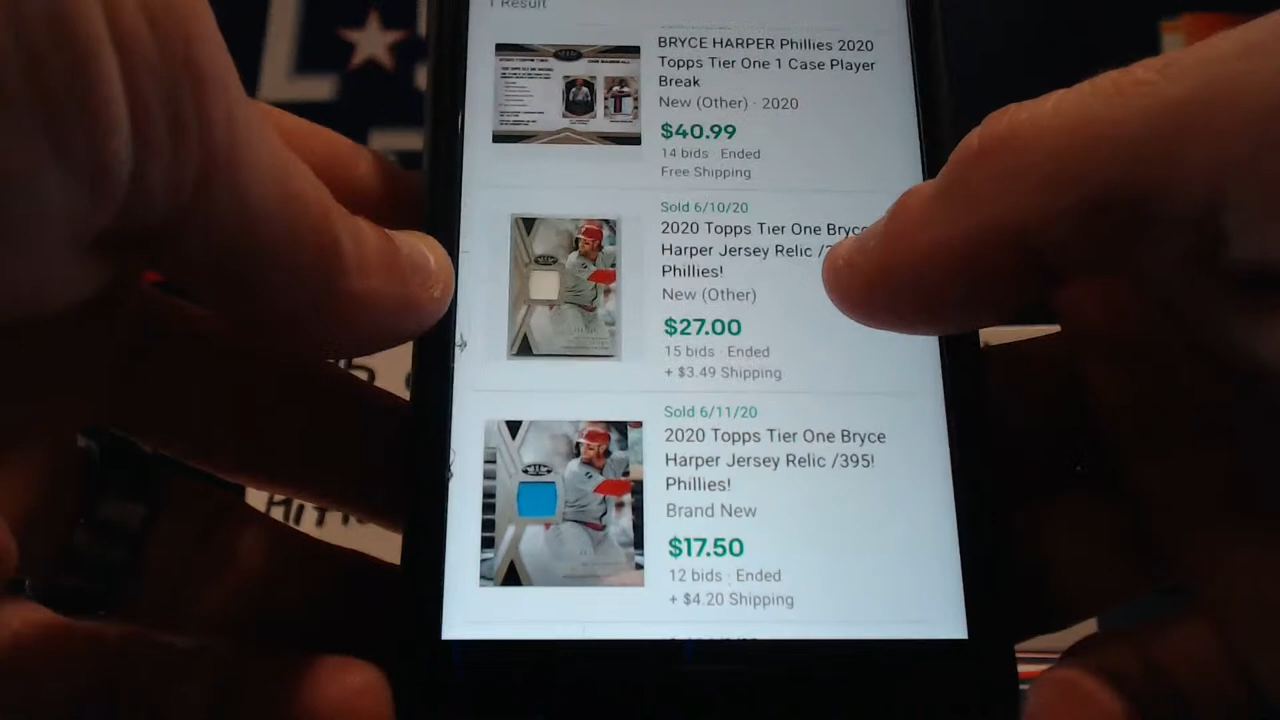 1 Result
BRYCE HARPER Phillies 2020
Topps Tier One 1 Case Player
Break
New (Other) · 2020
$40.99
14 bids · Ended
Free Shipping
Sold 6/10/20
2020 Topps Tier One Bryce
Harper Jersey Relic
Phillies!
New (Other)
$27.00
15 bids · Ended
+ $3.49 Shipping
Sold 6/11/20
2020 Topps Tier One Bryce
Harper Jersey Relic /395!
Phillies!
Brand New
$17.50
12 bids · Ended
+ $4.20 Shipping